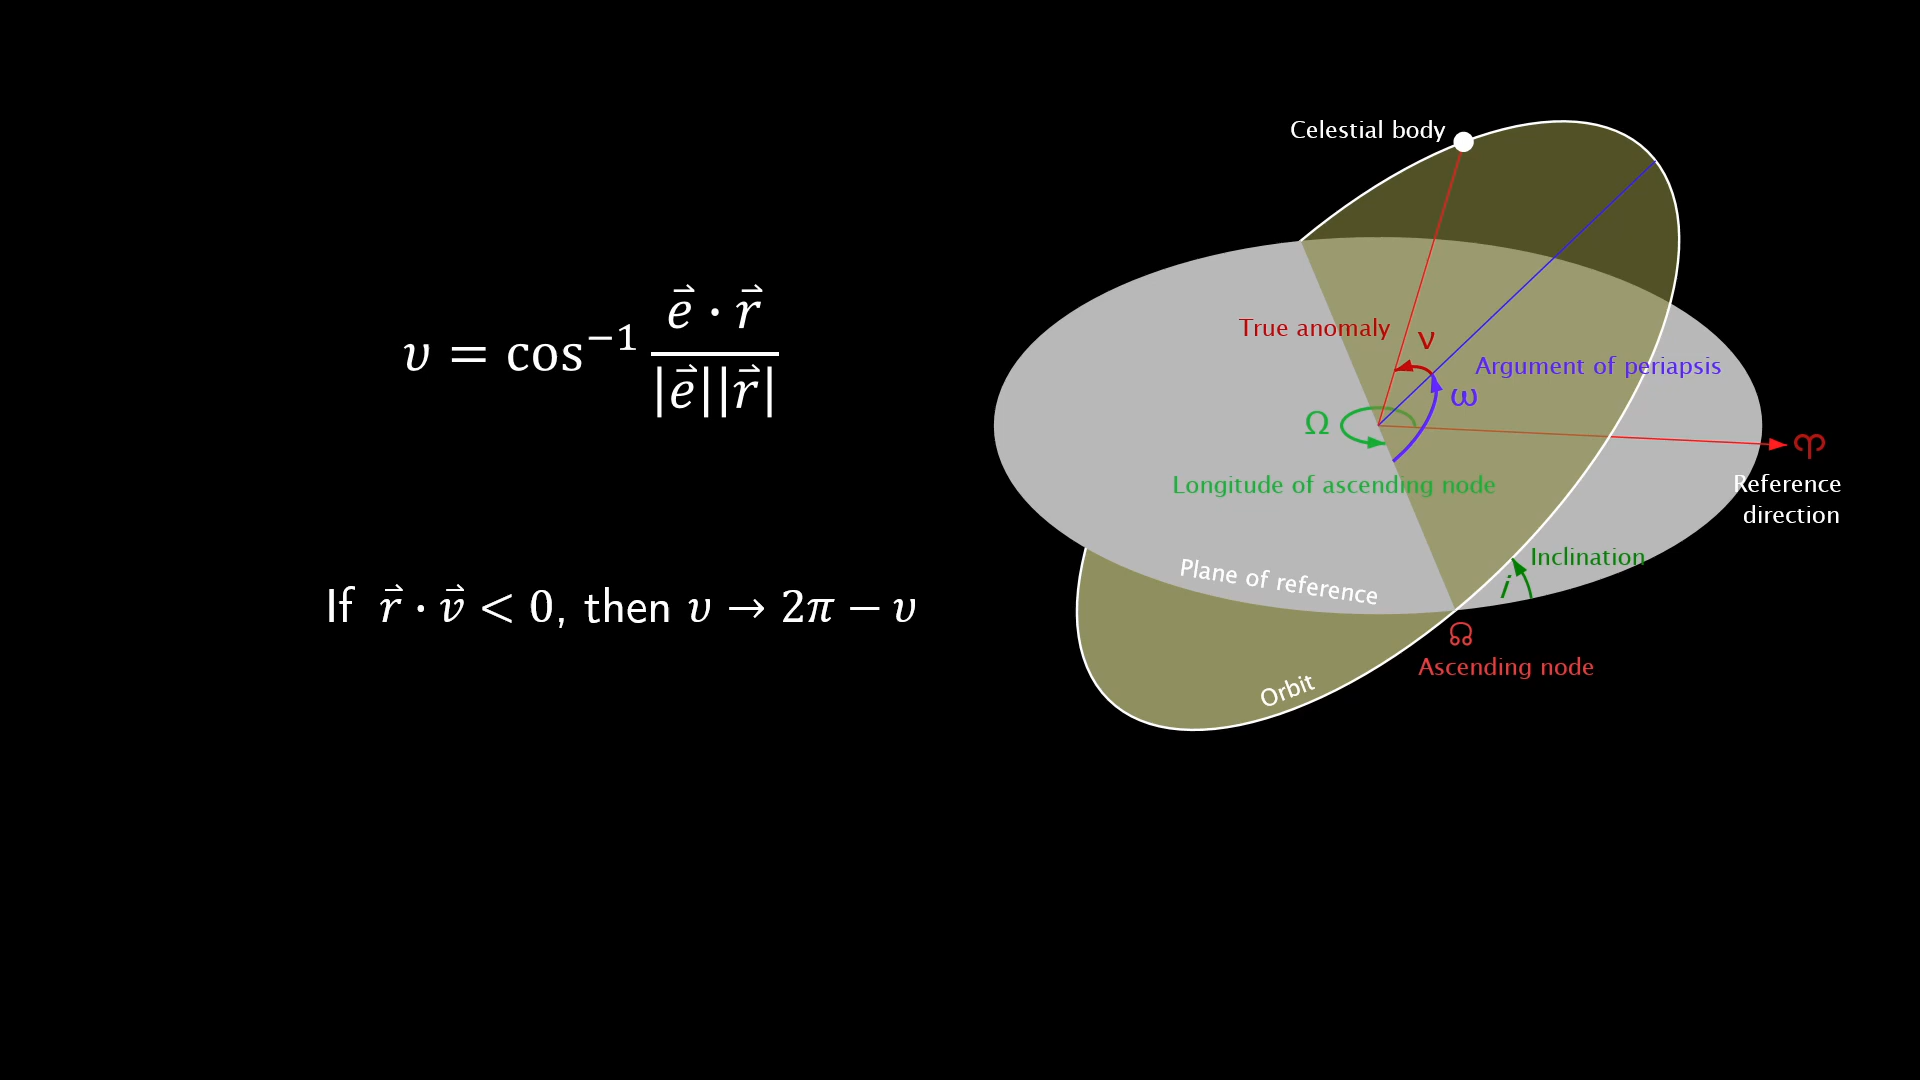 υ = cos⁻¹ (e⃗ · r⃗) / (|e⃗||r⃗|)
If r⃗ · v⃗ < 0, then υ → 2π − υ
Celestial body
True anomaly
ν
Argument of periapsis
ω
Ω
♈
Longitude of ascending node
Reference
direction
Inclination
i
Plane of reference
☊
Ascending node
Orbit